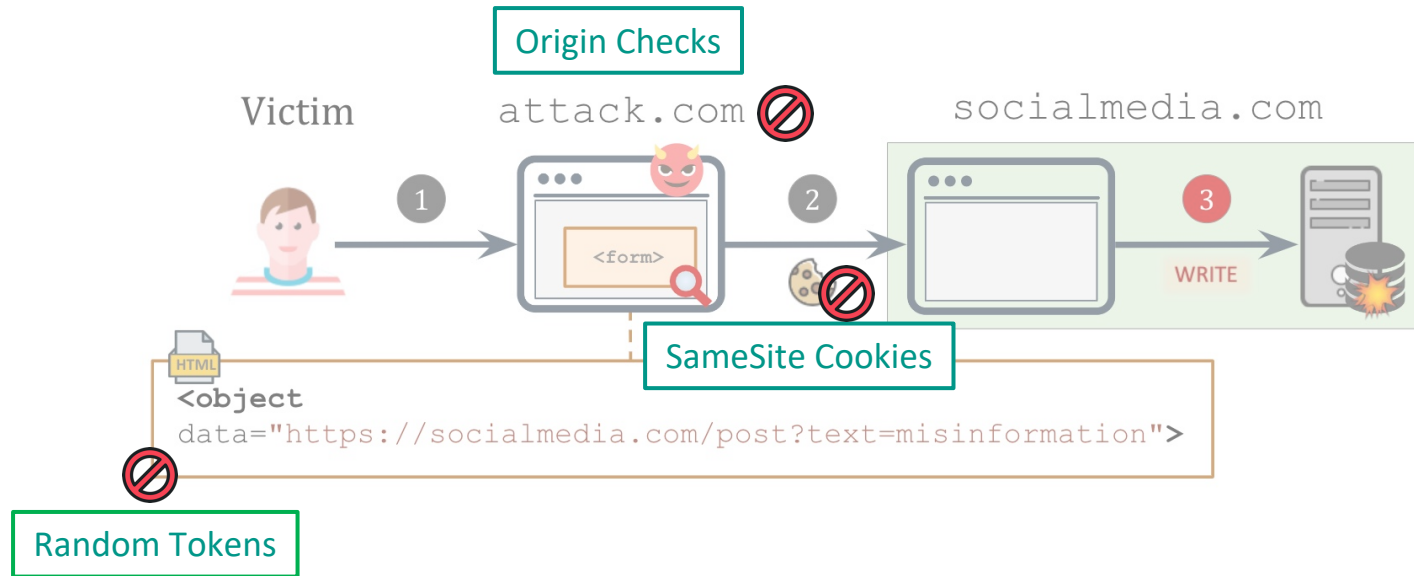 Origin Checks
Victim
attack.com
socialmedia.com
1
2
3
<form>
WRITE
SameSite Cookies
HTML
<object
data="https://socialmedia.com/post?text=misinformation">
Random Tokens